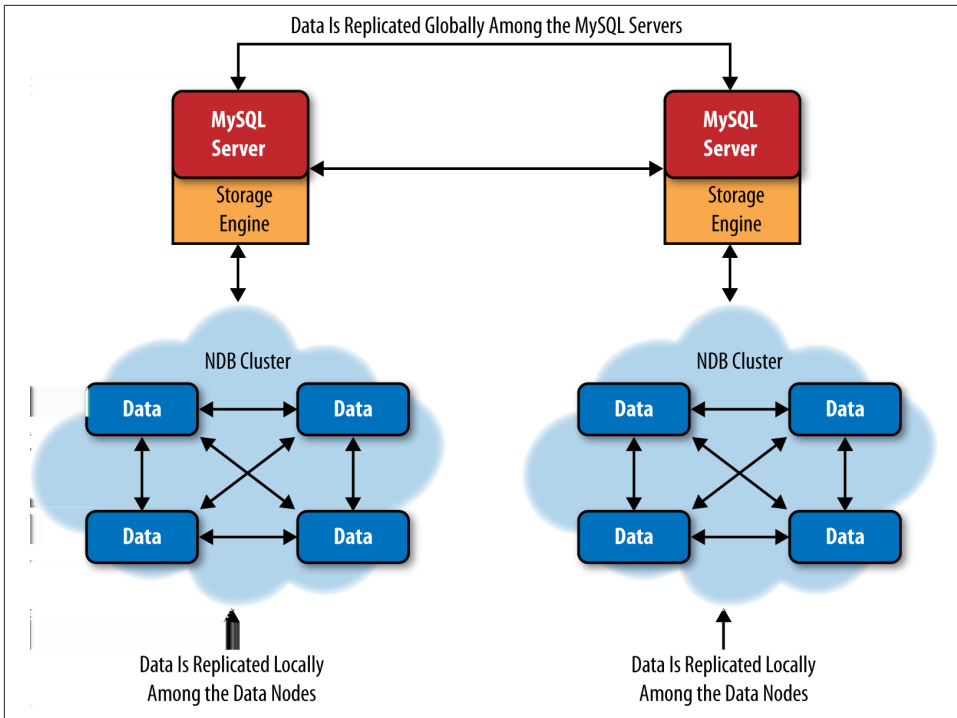 Data Is Replicated Globally Among the MySQL Servers
MySQL
Server
MySQL
Server
Storage
Engine
Storage
Engine
NDB Cluster
NDB Cluster
Data
Data
Data
Data
Data
Data
Data
Data
Data Is Replicated Locally
Among the Data Nodes
Data Is Replicated Locally
Among the Data Nodes